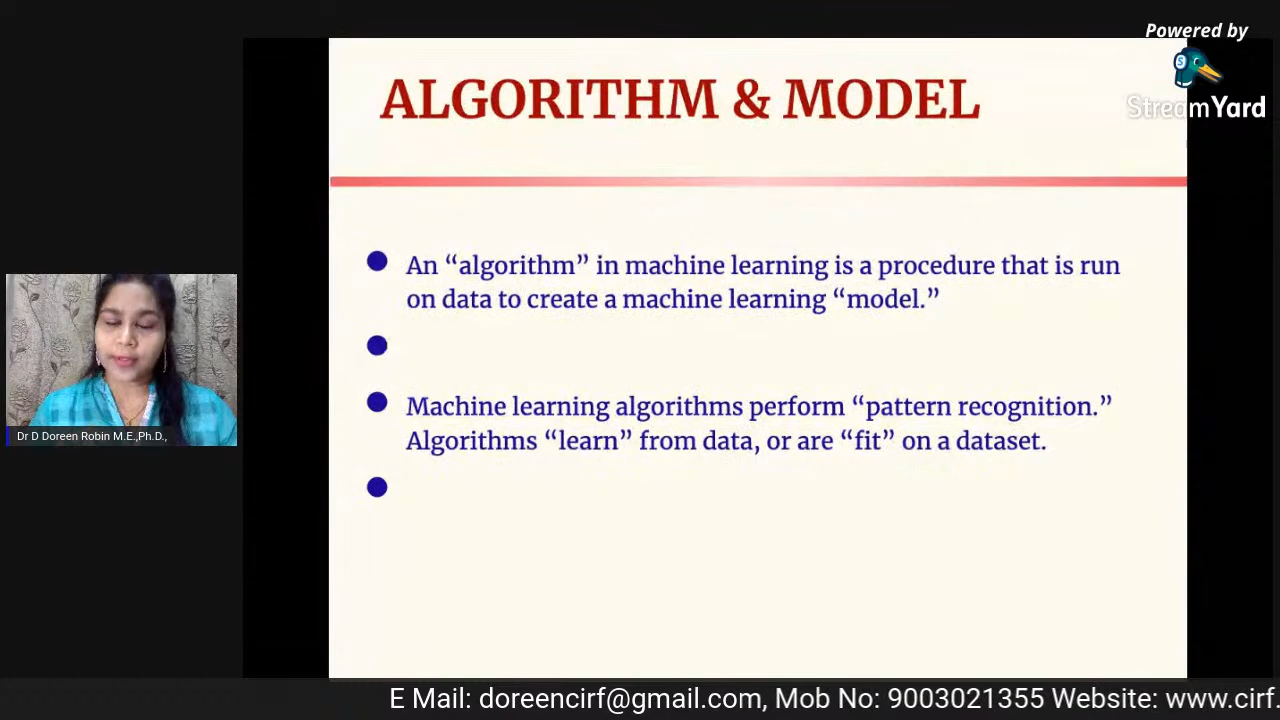 Powered by
StreamYard
ALGORITHM & MODEL
An “algorithm” in machine learning is a procedure that is run
on data to create a machine learning “model.”
Machine learning algorithms perform “pattern recognition.”
Algorithms “learn” from data, or are “fit” on a dataset.
Dr D Doreen Robin M.E.,Ph.D.,
E Mail: doreencirf@gmail.com, Mob No: 9003021355 Website: www.cirf.